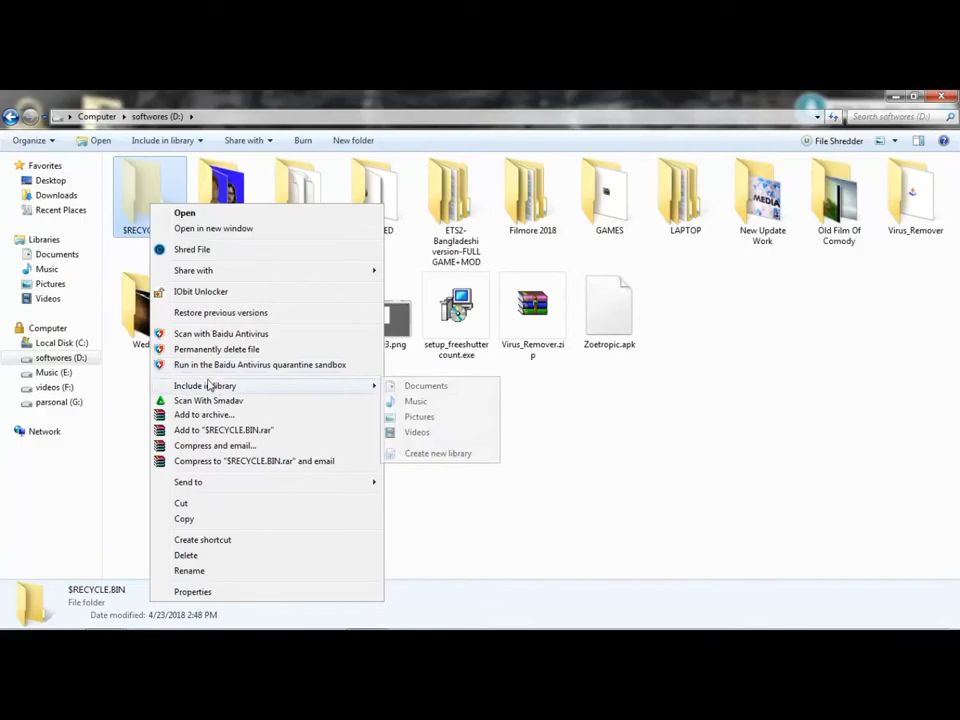 Computer ▸ softwores (D:) ▸
Search softwores (D:)
Organize Open Include in library Share with Burn New folder File Shredder
Favorites
Desktop
Downloads
Recent Places
Libraries
Documents
Music
Pictures
Videos
Computer
Local Disk (C:)
softwores (D:)
Music (E:)
videos (F:)
parsonal (G:)
Network
ETS2-
Bangladeshi
version-FULL
GAME+MOD
Filmore 2018
GAMES
LAPTOP
New Update
Work
Old Film Of
Comody
Virus_Remover
setup_freeshutter
count.exe
Virus_Remover.zi
p
Zoetropic.apk
Open
Open in new window
Shred File
Share with
IObit Unlocker
Restore previous versions
Scan with Baidu Antivirus
Permanently delete file
Run in the Baidu Antivirus quarantine sandbox
Include in library
Scan With Smadav
Add to archive...
Add to "$RECYCLE.BIN.rar"
Compress and email...
Compress to "$RECYCLE.BIN.rar" and email
Send to
Cut
Copy
Create shortcut
Delete
Rename
Properties
Documents
Music
Pictures
Videos
Create new library
$RECYCLE.BIN
File folder
Date modified: 4/23/2018 2:48 PM